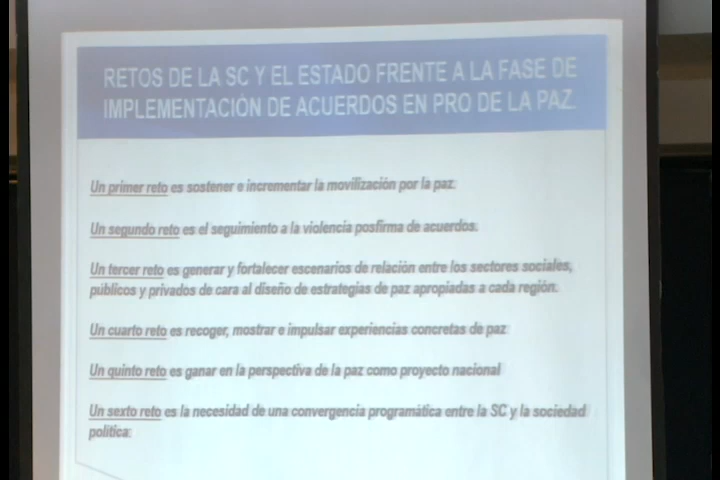 RETOS DE LA SC Y EL ESTADO FRENTE A LA FASE DE
IMPLEMENTACIÓN DE ACUERDOS EN PRO DE LA PAZ.
Un primer reto es sostener e incrementar la movilización por la paz.
Un segundo reto es el seguimiento a la violencia posfirma de acuerdos.
Un tercer reto es generar y fortalecer escenarios de relación entre los sectores sociales,
públicos y privados de cara al diseño de estrategias de paz apropiadas a cada región.
Un cuarto reto es recoger, mostrar e impulsar experiencias concretas de paz
Un quinto reto es ganar en la perspectiva de la paz como proyecto nacional
Un sexto reto es la necesidad de una convergencia programática entre la SC y la sociedad
política: